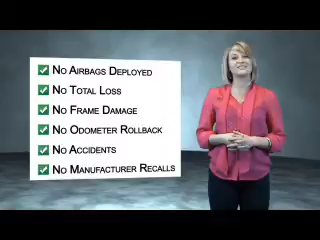 No Airbags Deployed
No Total Loss
No Frame Damage
No Odometer Rollback
No Accidents
No Manufacturer Recalls